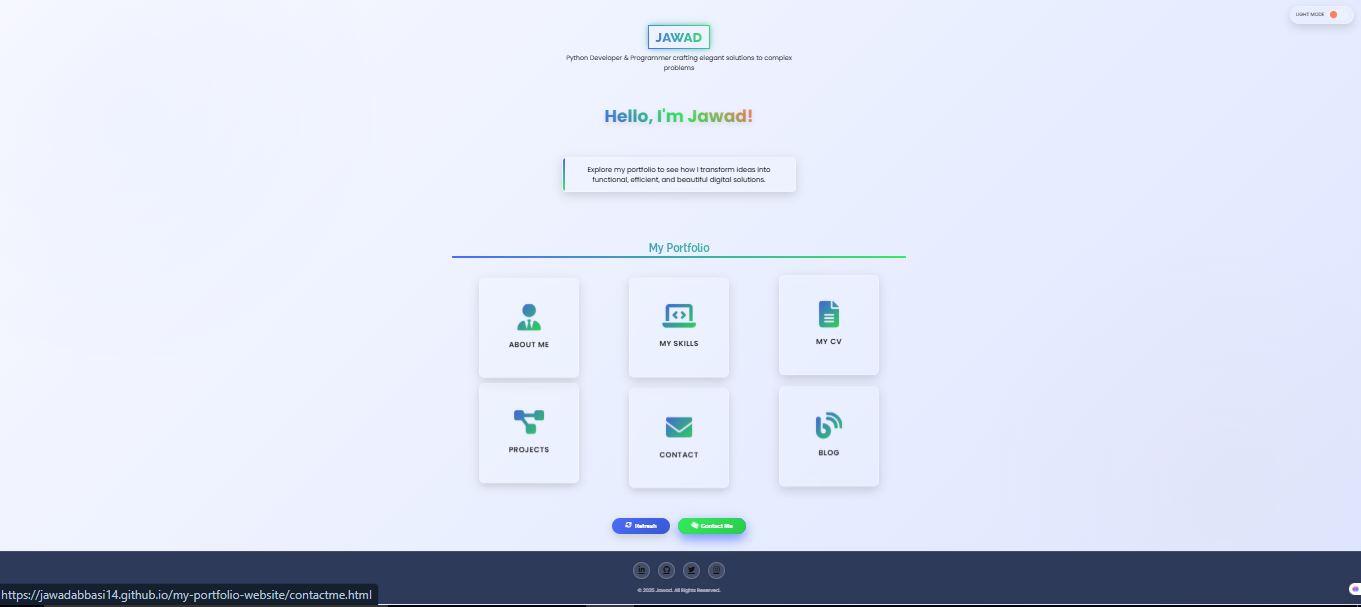 LIGHT MODE
JAWAD
Python Developer & Programmer crafting elegant solutions to complex
problems
Hello, I'm Jawad!
Explore my portfolio to see how I transform ideas into
functional, efficient, and beautiful digital solutions.
My Portfolio
ABOUT ME
MY SKILLS
MY CV
PROJECTS
CONTACT
BLOG
Refresh
Contact Me
© 2025 Jawad. All Rights Reserved.
https://jawadabbasi14.github.io/my-portfolio-website/contactme.html